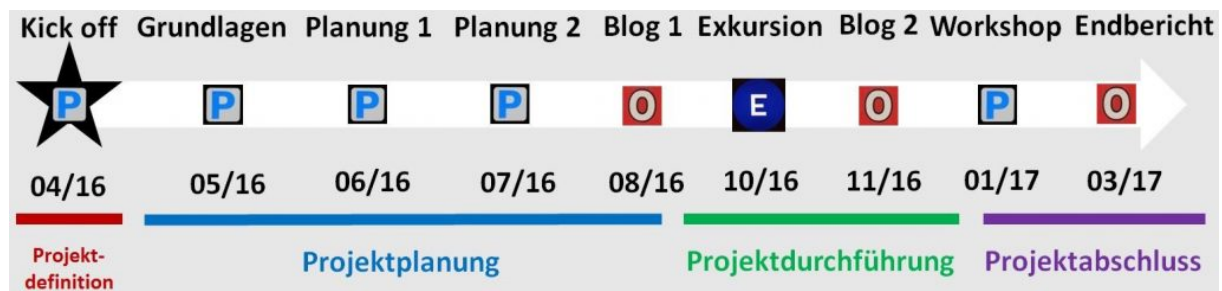 Kick off Grundlagen Planung 1 Planung 2 Blog 1 Exkursion Blog 2 Workshop Endbericht
P P P P O E O P O
04/16 05/16 06/16 07/16 08/16 10/16 11/16 01/17 03/17
Projekt-
definition
Projektplanung Projektdurchführung Projektabschluss